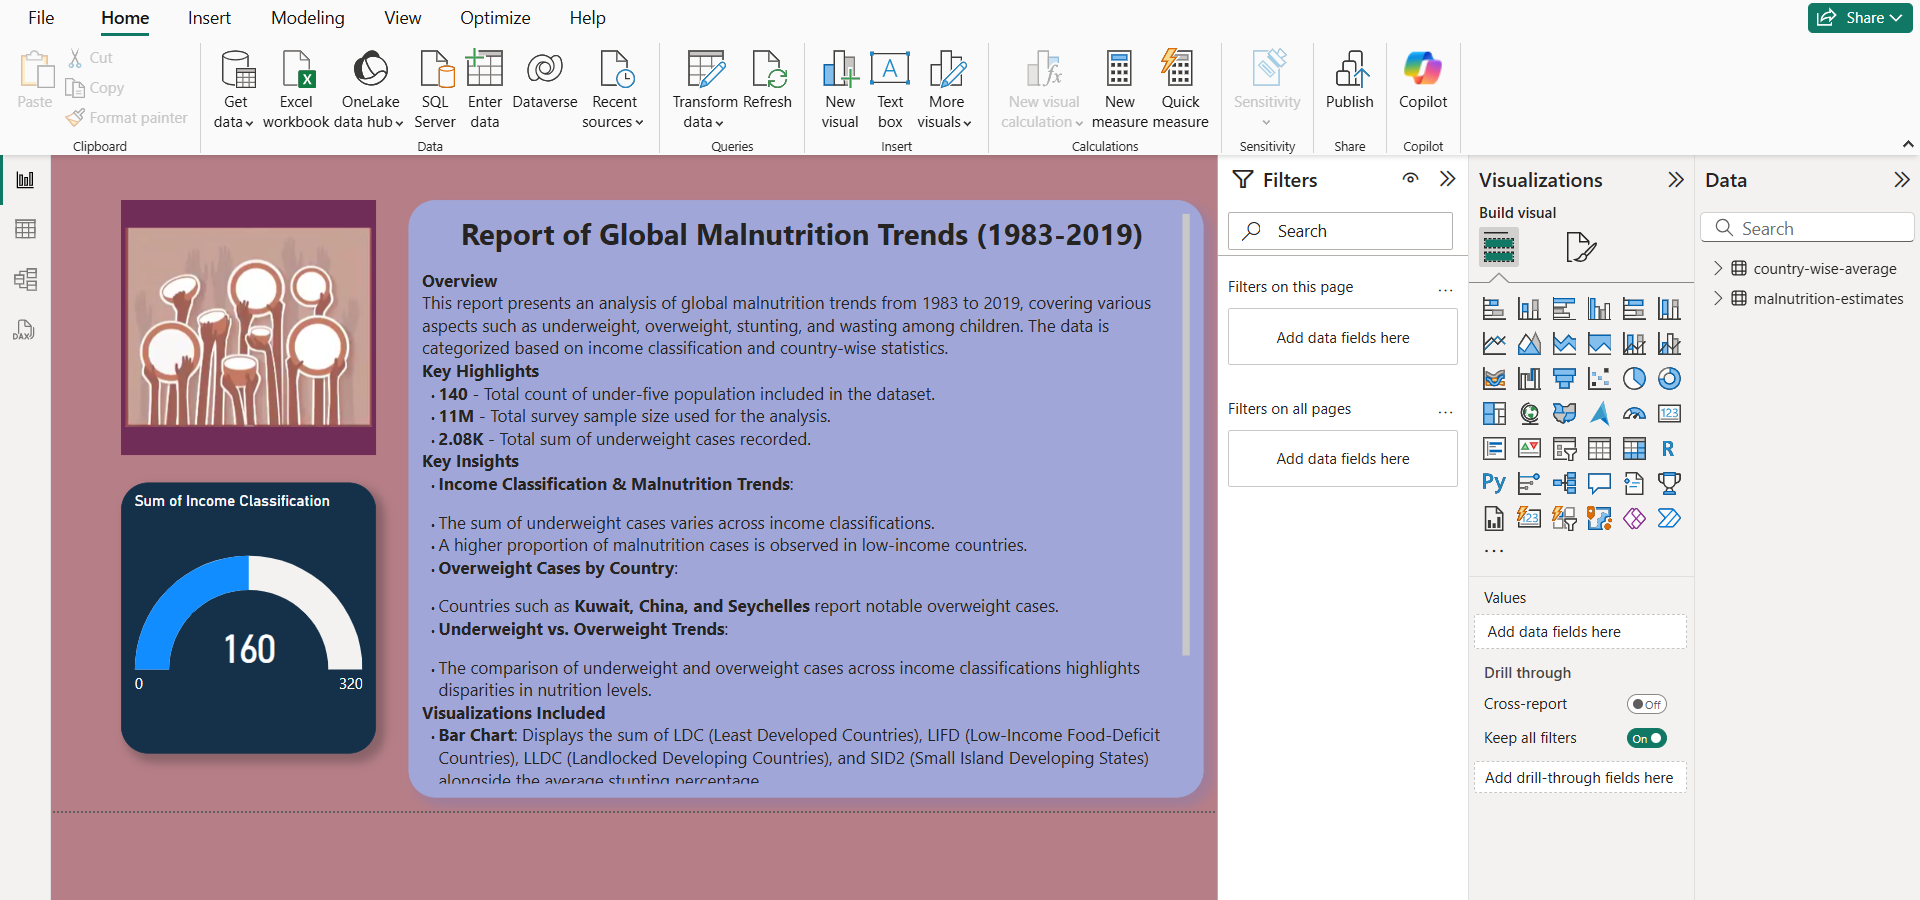 File Home Insert Modeling View Optimize Help
Share
Paste
Cut
Copy
Format painter
Clipboard
Get data
Excel workbook
OneLake data hub
SQL Server
Enter data
Dataverse
Recent sources
Data
Transform data
Refresh
Queries
New visual
Text box
More visuals
Insert
New visual calculation
New measure
Quick measure
Calculations
Sensitivity
Sensitivity
Publish
Share
Copilot
Copilot
DAX
Sum of Income Classification
160
0
320
Report of Global Malnutrition Trends (1983-2019)
Overview
This report presents an analysis of global malnutrition trends from 1983 to 2019, covering various
aspects such as underweight, overweight, stunting, and wasting among children. The data is
categorized based on income classification and country-wise statistics.
Key Highlights
• 140 - Total count of under-five population included in the dataset.
• 11M - Total survey sample size used for the analysis.
• 2.08K - Total sum of underweight cases recorded.
Key Insights
• Income Classification & Malnutrition Trends:
• The sum of underweight cases varies across income classifications.
• A higher proportion of malnutrition cases is observed in low-income countries.
• Overweight Cases by Country:
• Countries such as Kuwait, China, and Seychelles report notable overweight cases.
• Underweight vs. Overweight Trends:
• The comparison of underweight and overweight cases across income classifications highlights
disparities in nutrition levels.
Visualizations Included
• Bar Chart: Displays the sum of LDC (Least Developed Countries), LIFD (Low-Income Food-Deficit
Countries), LLDC (Landlocked Developing Countries), and SID2 (Small Island Developing States)
alongside the average stunting percentage
Filters
Search
Filters on this page ...
Add data fields here
Filters on all pages ...
Add data fields here
Visualizations
Build visual
123
R
Py
123
...
Values
Add data fields here
Drill through
Cross-report Off
Keep all filters On
Add drill-through fields here
Data
Search
country-wise-average
malnutrition-estimates